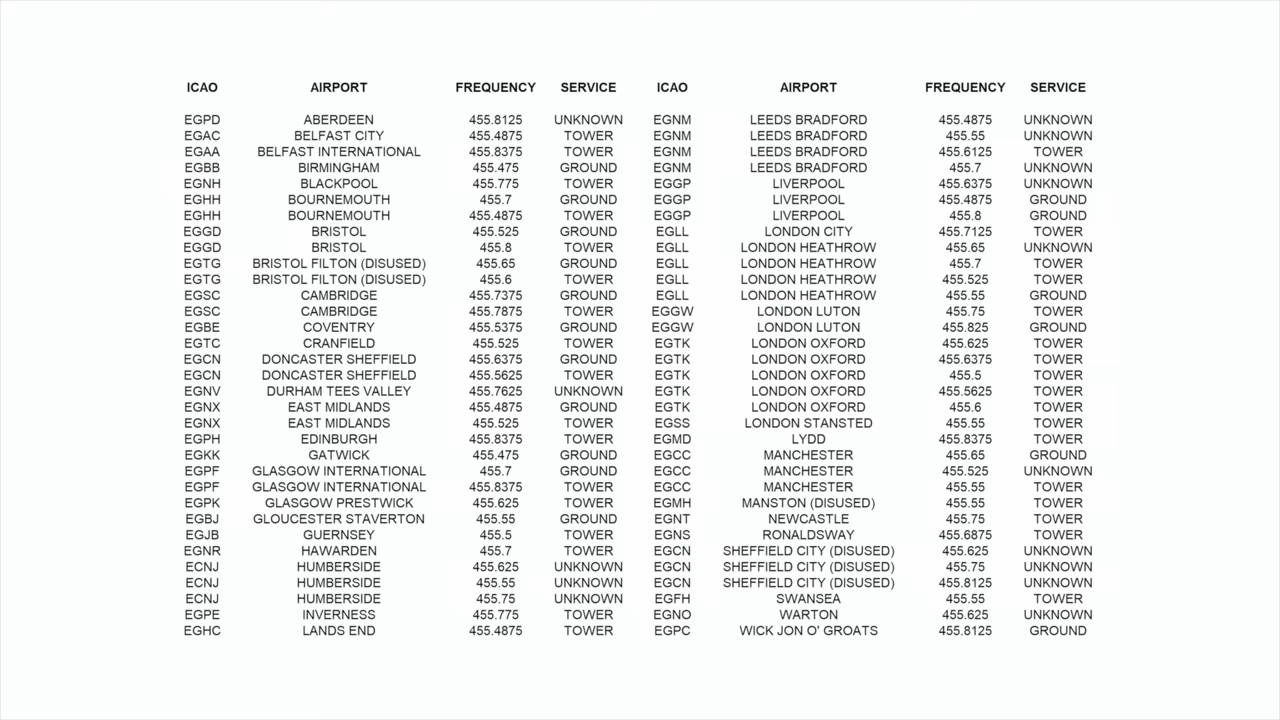 ICAO AIRPORT FREQUENCY SERVICE ICAO AIRPORT FREQUENCY SERVICE
EGPD ABERDEEN 455.8125 UNKNOWN EGNM LEEDS BRADFORD 455.4875 UNKNOWN
EGAC BELFAST CITY 455.4875 TOWER EGNM LEEDS BRADFORD 455.55 UNKNOWN
EGAA BELFAST INTERNATIONAL 455.8375 TOWER EGNM LEEDS BRADFORD 455.6125 TOWER
EGBB BIRMINGHAM 455.475 GROUND EGNM LEEDS BRADFORD 455.7 UNKNOWN
EGNH BLACKPOOL 455.775 TOWER EGGP LIVERPOOL 455.6375 UNKNOWN
EGHH BOURNEMOUTH 455.7 GROUND EGGP LIVERPOOL 455.4875 GROUND
EGHH BOURNEMOUTH 455.4875 TOWER EGGP LIVERPOOL 455.8 GROUND
EGGD BRISTOL 455.525 GROUND EGLL LONDON CITY 455.7125 TOWER
EGGD BRISTOL 455.8 TOWER EGLL LONDON HEATHROW 455.65 UNKNOWN
EGTG BRISTOL FILTON (DISUSED) 455.65 GROUND EGLL LONDON HEATHROW 455.7 TOWER
EGTG BRISTOL FILTON (DISUSED) 455.6 TOWER EGLL LONDON HEATHROW 455.525 TOWER
EGSC CAMBRIDGE 455.7375 GROUND EGLL LONDON HEATHROW 455.55 GROUND
EGSC CAMBRIDGE 455.7875 TOWER EGGW LONDON LUTON 455.75 TOWER
EGBE COVENTRY 455.5375 GROUND EGGW LONDON LUTON 455.825 GROUND
EGTC CRANFIELD 455.525 TOWER EGTK LONDON OXFORD 455.625 TOWER
EGCN DONCASTER SHEFFIELD 455.6375 GROUND EGTK LONDON OXFORD 455.6375 TOWER
EGCN DONCASTER SHEFFIELD 455.5625 TOWER EGTK LONDON OXFORD 455.5 TOWER
EGNV DURHAM TEES VALLEY 455.7625 UNKNOWN EGTK LONDON OXFORD 455.5625 TOWER
EGNX EAST MIDLANDS 455.4875 GROUND EGTK LONDON OXFORD 455.6 TOWER
EGNX EAST MIDLANDS 455.525 TOWER EGSS LONDON STANSTED 455.55 TOWER
EGPH EDINBURGH 455.8375 TOWER EGMD LYDD 455.8375 TOWER
EGKK GATWICK 455.475 GROUND EGCC MANCHESTER 455.65 GROUND
EGPF GLASGOW INTERNATIONAL 455.7 GROUND EGCC MANCHESTER 455.525 UNKNOWN
EGPF GLASGOW INTERNATIONAL 455.8375 TOWER EGCC MANCHESTER 455.55 TOWER
EGPK GLASGOW PRESTWICK 455.625 TOWER EGMH MANSTON (DISUSED) 455.55 TOWER
EGBJ GLOUCESTER STAVERTON 455.55 GROUND EGNT NEWCASTLE 455.75 TOWER
EGJB GUERNSEY 455.5 TOWER EGNS RONALDSWAY 455.6875 TOWER
EGNR HAWARDEN 455.7 TOWER EGCN SHEFFIELD CITY (DISUSED) 455.625 UNKNOWN
ECNJ HUMBERSIDE 455.625 UNKNOWN EGCN SHEFFIELD CITY (DISUSED) 455.75 UNKNOWN
ECNJ HUMBERSIDE 455.55 UNKNOWN EGCN SHEFFIELD CITY (DISUSED) 455.8125 UNKNOWN
ECNJ HUMBERSIDE 455.75 UNKNOWN EGFH SWANSEA 455.55 TOWER
EGPE INVERNESS 455.775 TOWER EGNO WARTON 455.625 UNKNOWN
EGHC LANDS END 455.4875 TOWER EGPC WICK JON O' GROATS 455.8125 GROUND